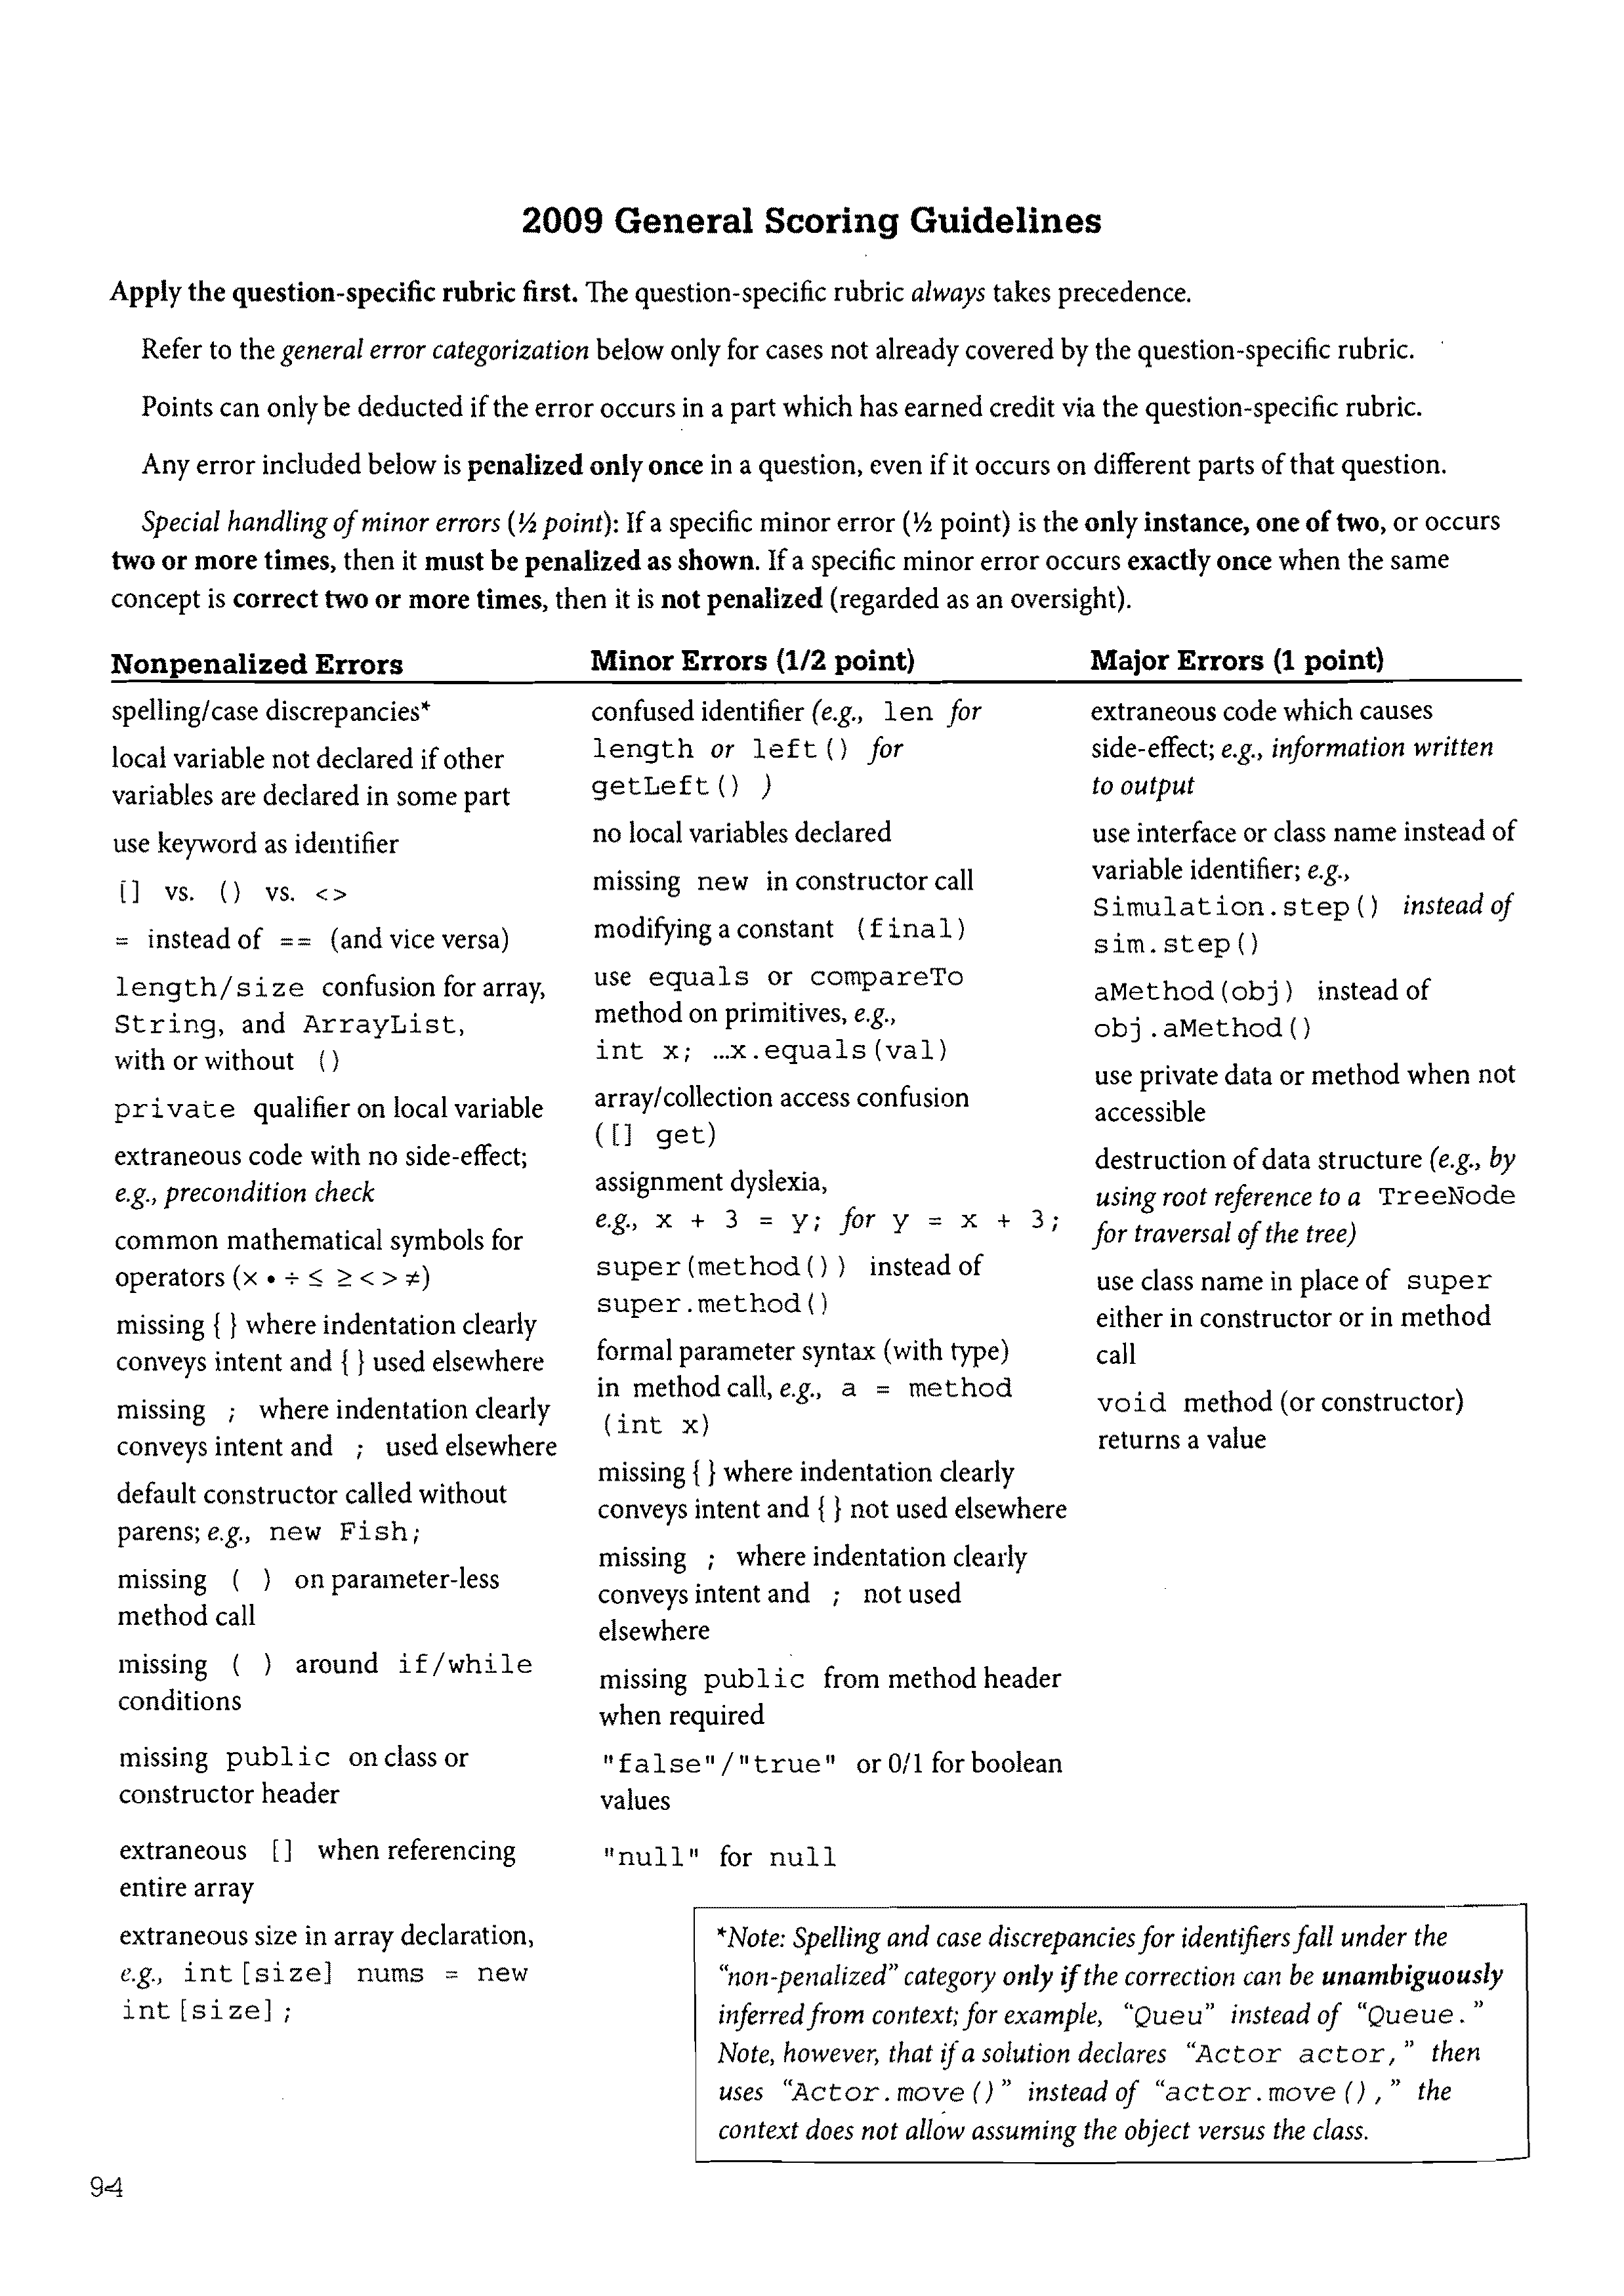 2009 General Scoring Guidelines
Apply the question-specific rubric first. The question-specific rubric always takes precedence.
Refer to the general error categorization below only for cases not already covered by the question-specific rubric.
Points can only be deducted if the error occurs in a part which has earned credit via the question-specific rubric.
Any error included below is penalized only once in a question, even if it occurs on different parts of that question.
Special handling of minor errors (½ point): If a specific minor error (½ point) is the only instance, one of two, or occurs
two or more times, then it must be penalized as shown. If a specific minor error occurs exactly once when the same
concept is correct two or more times, then it is not penalized (regarded as an oversight).
Nonpenalized Errors
spelling/case discrepancies*
local variable not declared if other
variables are declared in some part
use keyword as identifier
[] vs. () vs. <>
= instead of == (and vice versa)
length/size confusion for array,
String, and ArrayList,
with or without ()
private qualifier on local variable
extraneous code with no side-effect;
e.g., precondition check
common mathematical symbols for
operators (x • ÷ ≤ ≥ < > ≠)
missing { } where indentation clearly
conveys intent and { } used elsewhere
missing ; where indentation clearly
conveys intent and ; used elsewhere
default constructor called without
parens; e.g., new Fish;
missing ( ) on parameter-less
method call
missing ( ) around if/while
conditions
missing public on class or
constructor header
extraneous [] when referencing
entire array
extraneous size in array declaration,
e.g., int[size] nums = new
int[size];
Minor Errors (1/2 point)
confused identifier (e.g., len for
length or left() for
getLeft() )
no local variables declared
missing new in constructor call
modifying a constant (final)
use equals or compareTo
method on primitives, e.g.,
int x; …x.equals(val)
array/collection access confusion
([] get)
assignment dyslexia,
e.g., x + 3 = y; for y = x + 3;
super(method()) instead of
super.method()
formal parameter syntax (with type)
in method call, e.g., a = method
(int x)
missing { } where indentation clearly
conveys intent and { } not used elsewhere
missing ; where indentation clearly
conveys intent and ; not used
elsewhere
missing public from method header
when required
"false"/"true" or 0/1 for boolean
values
"null" for null
Major Errors (1 point)
extraneous code which causes
side-effect; e.g., information written
to output
use interface or class name instead of
variable identifier; e.g.,
Simulation.step() instead of
sim.step()
aMethod(obj) instead of
obj.aMethod()
use private data or method when not
accessible
destruction of data structure (e.g., by
using root reference to a TreeNode
for traversal of the tree)
use class name in place of super
either in constructor or in method
call
void method (or constructor)
returns a value
*Note: Spelling and case discrepancies for identifiers fall under the
“non-penalized” category only if the correction can be unambiguously
inferred from context; for example, “Queu” instead of “Queue.”
Note, however, that if a solution declares “Actor actor,” then
uses “Actor.move()” instead of “actor.move(),” the
context does not allow assuming the object versus the class.
94